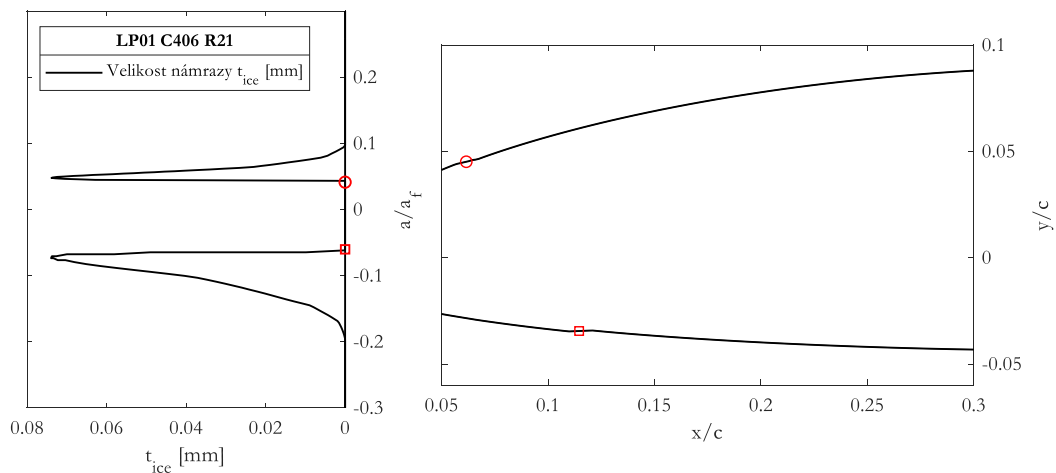 LP01 C406 R21
Velikost námrazy t_ice [mm]
0.2
0.1
0
-0.1
-0.2
-0.3
a/a_f
0.08 0.06 0.04 0.02 0
t_ice [mm]
0.1
0.05
0
-0.05
y/c
0.05 0.1 0.15 0.2 0.25 0.3
x/c